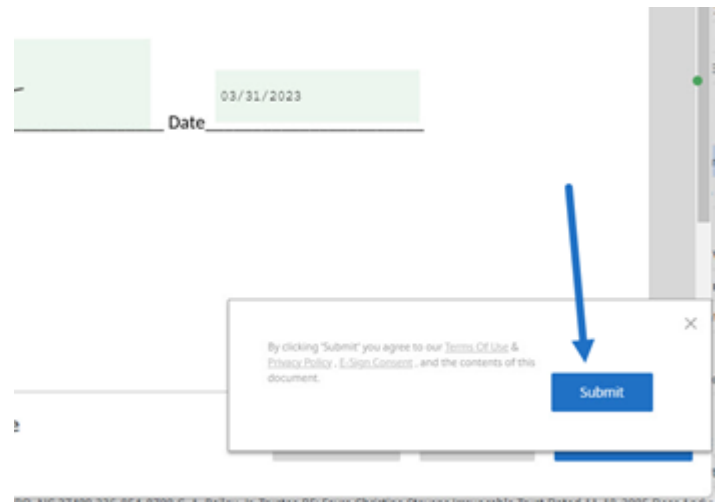 03/31/2023
Date
By clicking 'Submit' you agree to our Terms Of Use &
Privacy Policy , E-Sign Consent , and the contents of this
document.
Submit
e